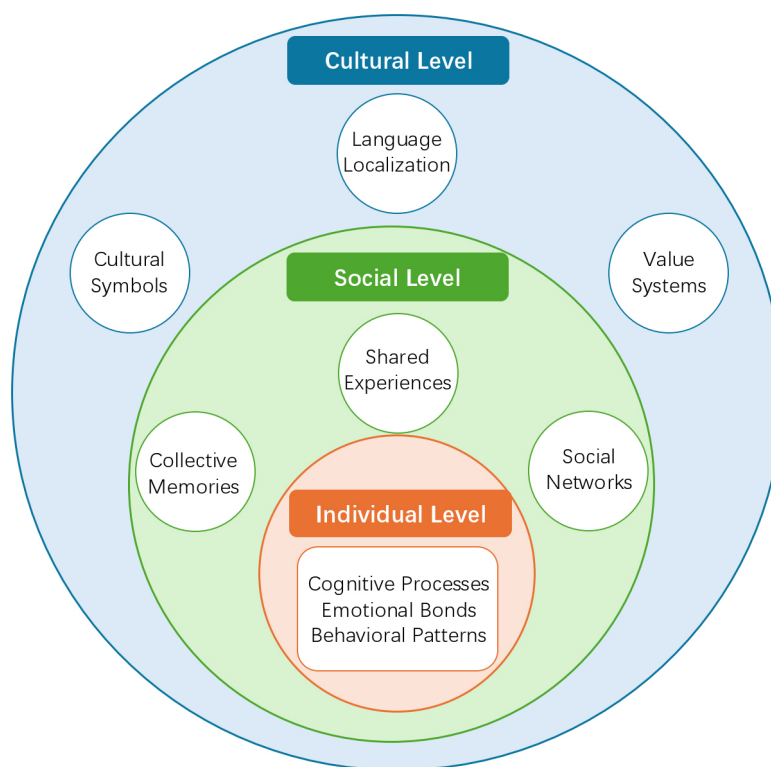 Cultural Level
Language
Localization
Cultural
Symbols
Value
Systems
Social Level
Shared
Experiences
Collective
Memories
Social
Networks
Individual Level
Cognitive Processes
Emotional Bonds
Behavioral Patterns